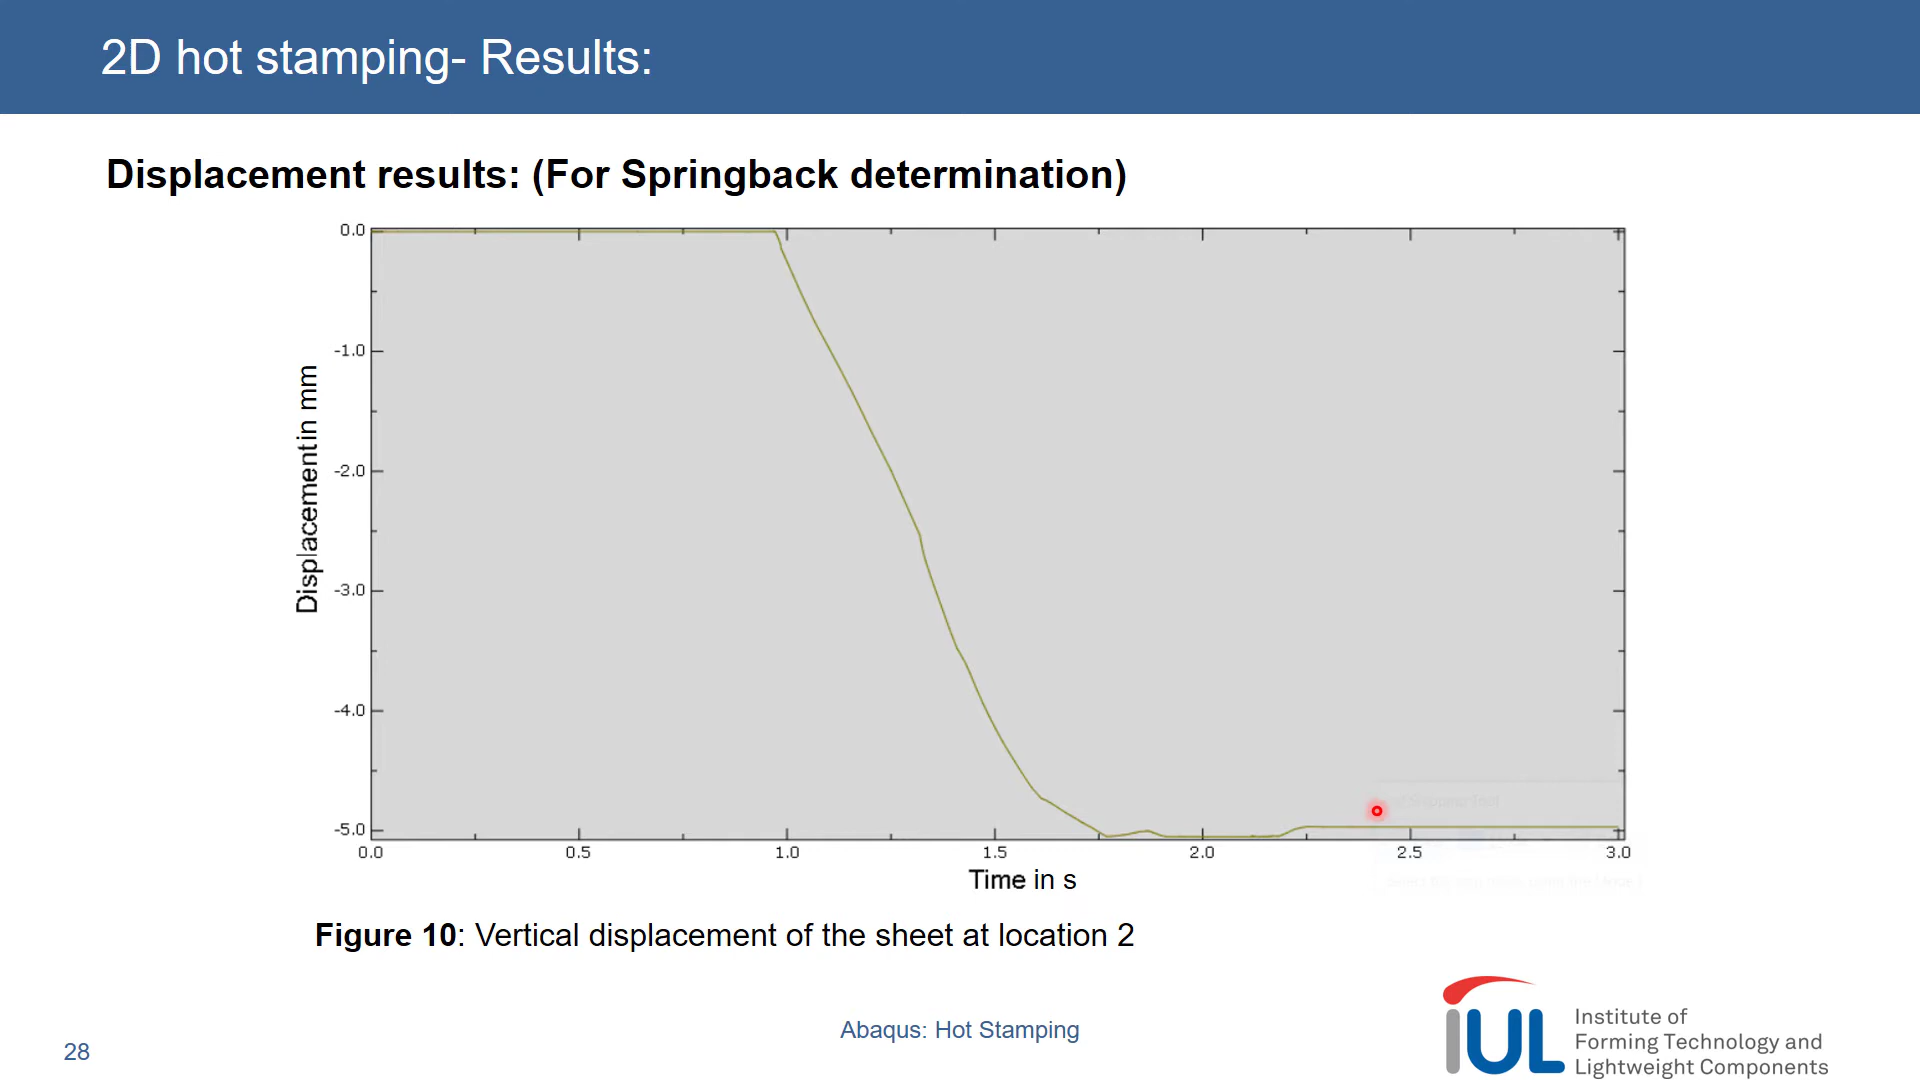 2D hot stamping- Results:
Displacement results: (For Springback determination)
0.0
-1.0
-2.0
-3.0
-4.0
-5.0
Displacement in mm
0.0 0.5 1.0 1.5 2.0 2.5 3.0
Time in s
Figure 10: Vertical displacement of the sheet at location 2
Abaqus: Hot Stamping
28
iUL
Institute of
Forming Technology and
Lightweight Components